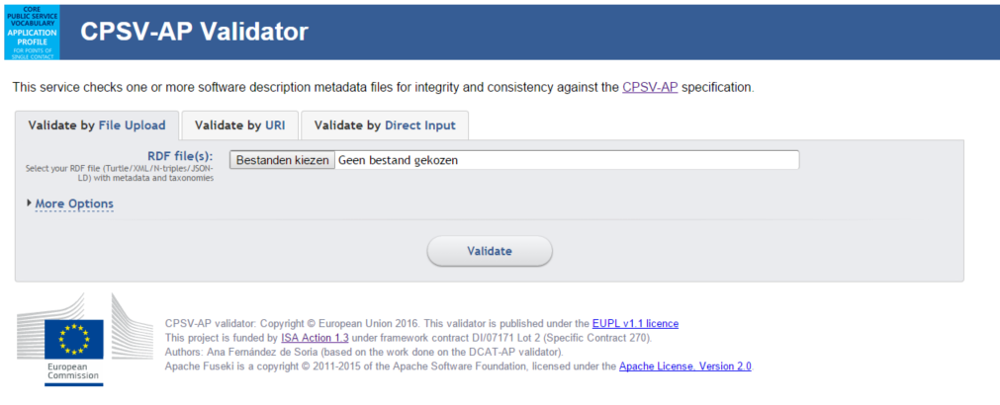 CORE
PUBLIC SERVICE
VOCABULARY
APPLICATION
PROFILE
FOR POINTS OF
SINGLE CONTACT
CPSV-AP Validator
This service checks one or more software description metadata files for integrity and consistency against the CPSV-AP specification.
Validate by File Upload
Validate by URI
Validate by Direct Input
RDF file(s):
Select your RDF file (Turtle/XML/N-triples/JSON-
LD) with metadata and taxonomies
Bestanden kiezen Geen bestand gekozen
More Options
Validate
European
Commission
CPSV-AP validator: Copyright © European Union 2016. This validator is published under the EUPL v1.1 licence
This project is funded by ISA Action 1.3 under framework contract DI/07171 Lot 2 (Specific Contract 270).
Authors: Ana Fernández de Soria (based on the work done on the DCAT-AP validator).
Apache Fuseki is a copyright © 2011-2015 of the Apache Software Foundation, licensed under the Apache License, Version 2.0